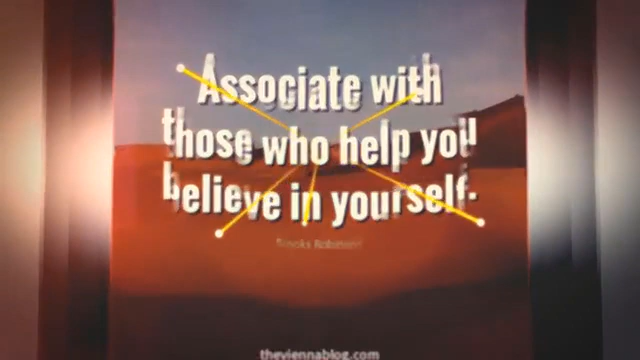 Associate with
those who help you
believe in yourself.
Brooks Robinson
theviennablog.com